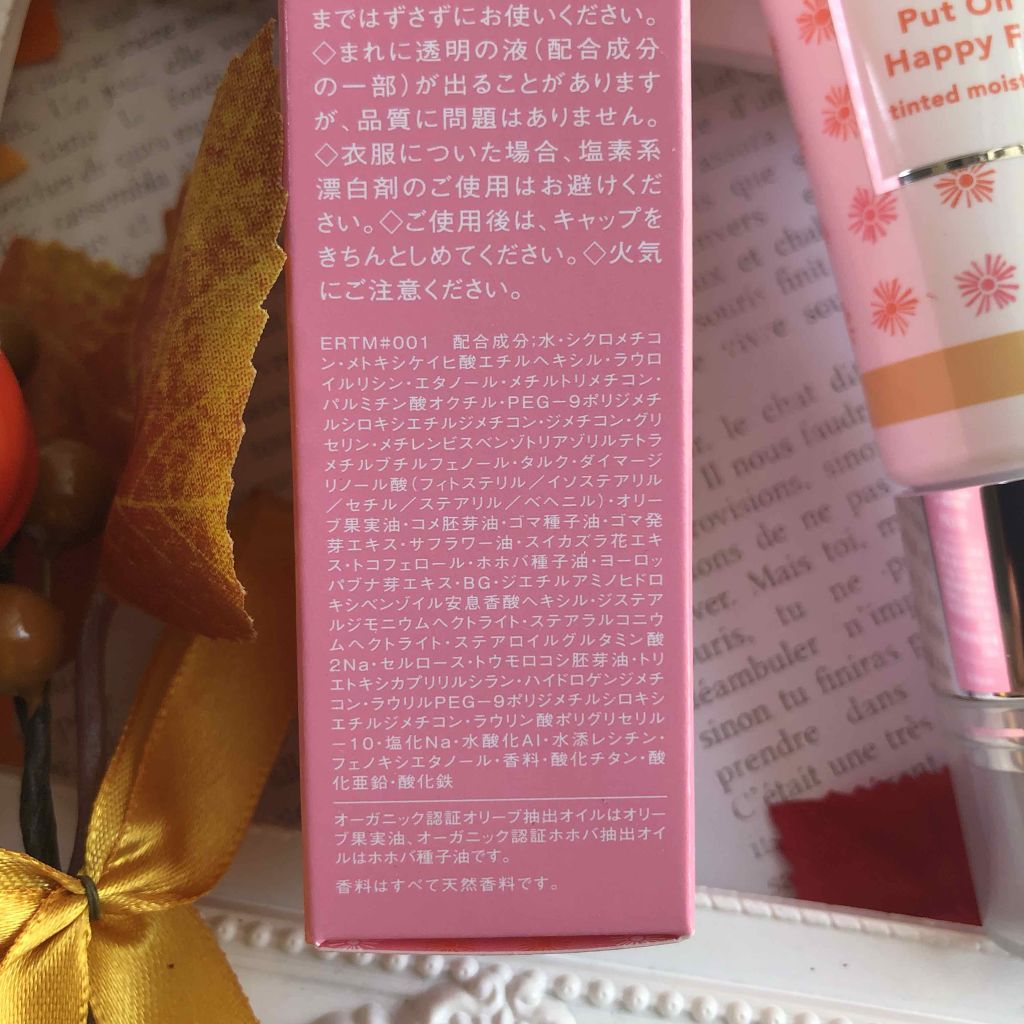 まではずさずにお使いください。
◇まれに透明の液（配合成分
の一部）が出ることがあります
が、品質に問題はありません。
◇衣服についた場合、塩素系
漂白剤のご使用はお避けくだ
さい。◇ご使用後は、キャップを
きちんとしめてください。◇火気
にご注意ください。
ERTM#001 配合成分:水・シクロメチコ
ン・メトキシケイヒ酸エチルヘキシル・ラウロ
イルリシン・エタノール・メチルトリメチコン・
パルミチン酸オクチル・PEG－9ポリジメチ
ルシロキシエチルジメチコン・ジメチコン・グリ
セリン・メチレンビスベンゾトリアゾリルテトラ
メチルブチルフェノール・タルク・ダイマージ
リノール酸（フィトステリル／イソステアリル
／セチル／ステアリル／ベヘニル）・オリー
ブ果実油・コメ胚芽油・ゴマ種子油・ゴマ発
芽エキス・サフラワー油・スイカズラ花エキ
ス・トコフェロール・ホホバ種子油・ヨーロッ
パブナ芽エキス・BG・ジエチルアミノヒドロ
キシベンゾイル安息香酸ヘキシル・ジステア
ルジモニウムヘクトライト・ステアラルコニウ
ムヘクトライト・ステアロイルグルタミン酸
2Na・セルロース・トウモロコシ胚芽油・トリ
エトキシカプリリルシラン・ハイドロゲンジメチ
コン・ラウリルPEG－9ポリジメチルシロキシ
エチルジメチコン・ラウリン酸ポリグリセリル
－10・塩化Na・水酸化Al・水添レシチン・
フェノキシエタノール・香料・酸化チタン・酸
化亜鉛・酸化鉄
オーガニック認証オリーブ抽出オイルはオリー
ブ果実油、オーガニック認証ホホバ抽出オイ
ルはホホバ種子油です。
香料はすべて天然香料です。
Put On
Happy F
tinted moist
le chat di
Il nous faudr
provisions,
de ne pas
Mais toi, m
tu ne
n'im
sinon tu finiras p
prendre dans
C'était une très